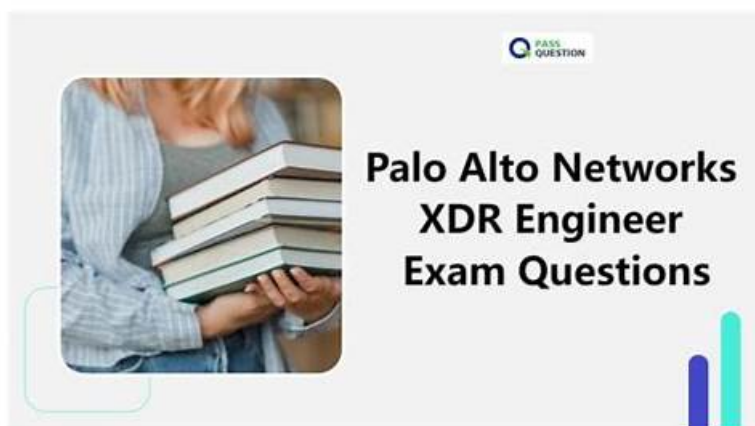 PASS
QUESTION
Palo Alto Networks
XDR Engineer
Exam Questions